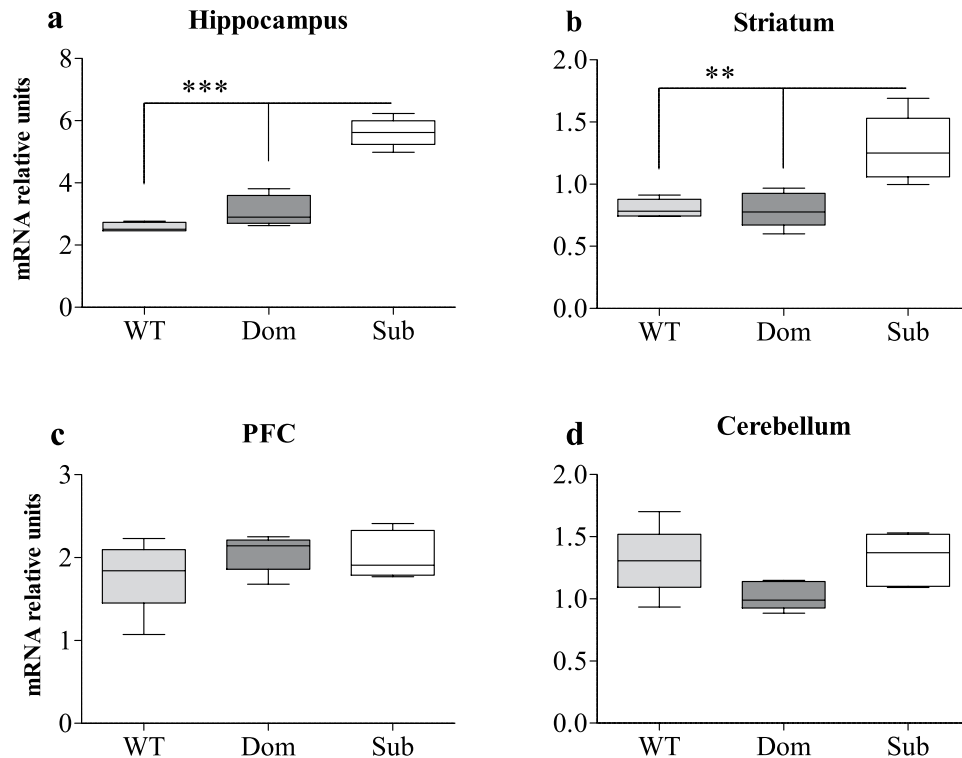 a
Hippocampus
mRNA relative units
8
6
4
2
0
***
WT Dom Sub
b
Striatum
2.0
1.5
1.0
0.5
0.0
**
WT Dom Sub
c
PFC
mRNA relative units
3
2
1
0
WT Dom Sub
d
Cerebellum
2.0
1.5
1.0
0.5
0.0
WT Dom Sub